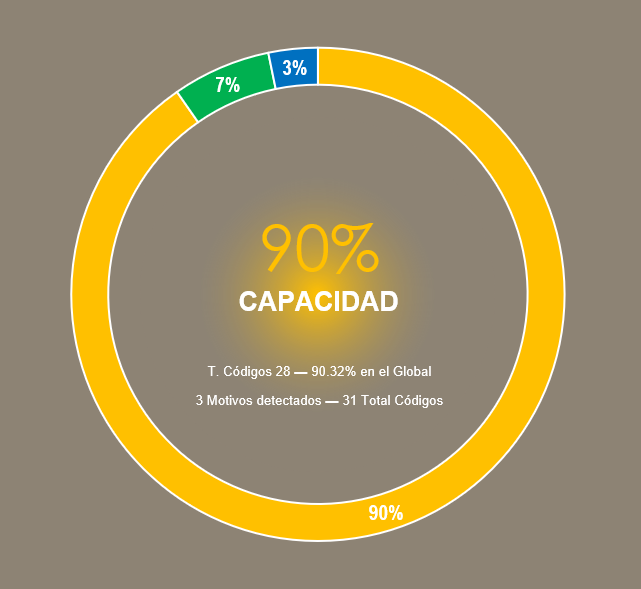 3%
7%
90%
CAPACIDAD
T. Códigos 28 — 90.32% en el Global
3 Motivos detectados — 31 Total Códigos
90%